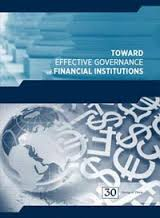 TOWARD
EFFECTIVE GOVERNANCE
OF FINANCIAL INSTITUTIONS
30